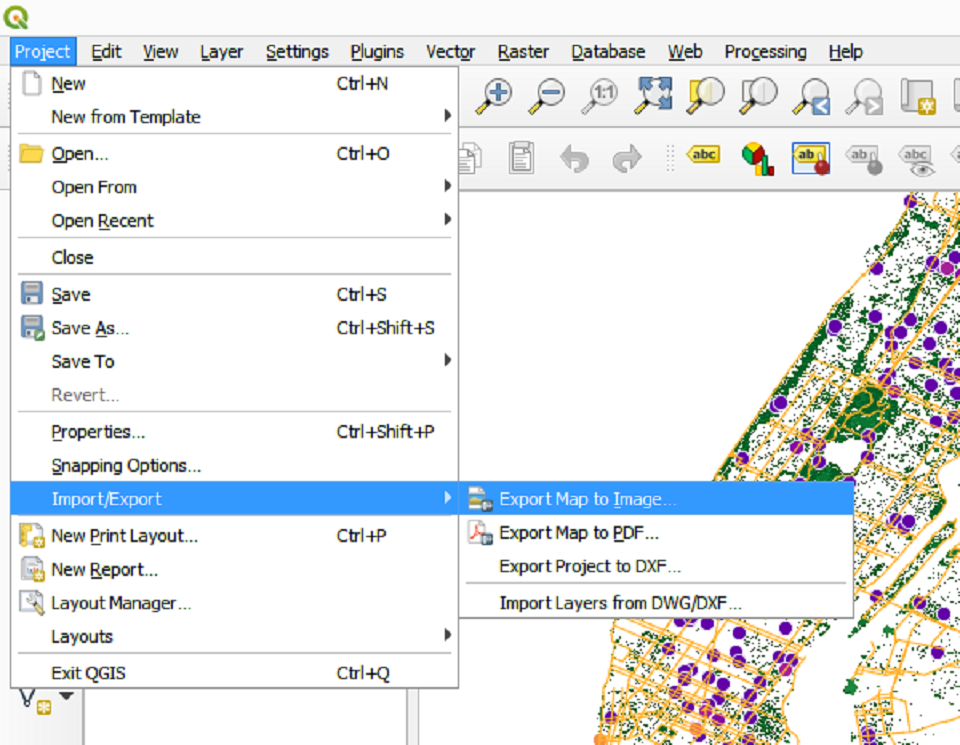 Project Edit View Layer Settings Plugins Vector Raster Database Web Processing Help
New Ctrl+N
New from Template
Open... Ctrl+O
Open From
Open Recent
Close
Save Ctrl+S
Save As... Ctrl+Shift+S
Save To
Revert...
Properties... Ctrl+Shift+P
Snapping Options...
Import/Export
New Print Layout... Ctrl+P
New Report...
Layout Manager...
Layouts
Exit QGIS Ctrl+Q
Export Map to Image...
Export Map to PDF...
Export Project to DXF...
Import Layers from DWG/DXF...
1:1
abc
ab
ab
abc